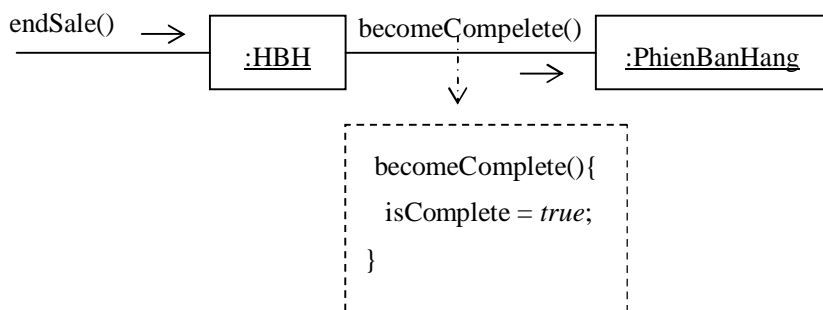 endSale()
becomeCompelete()
:HBH
:PhienBanHang
becomeComplete(){
isComplete = true;
}